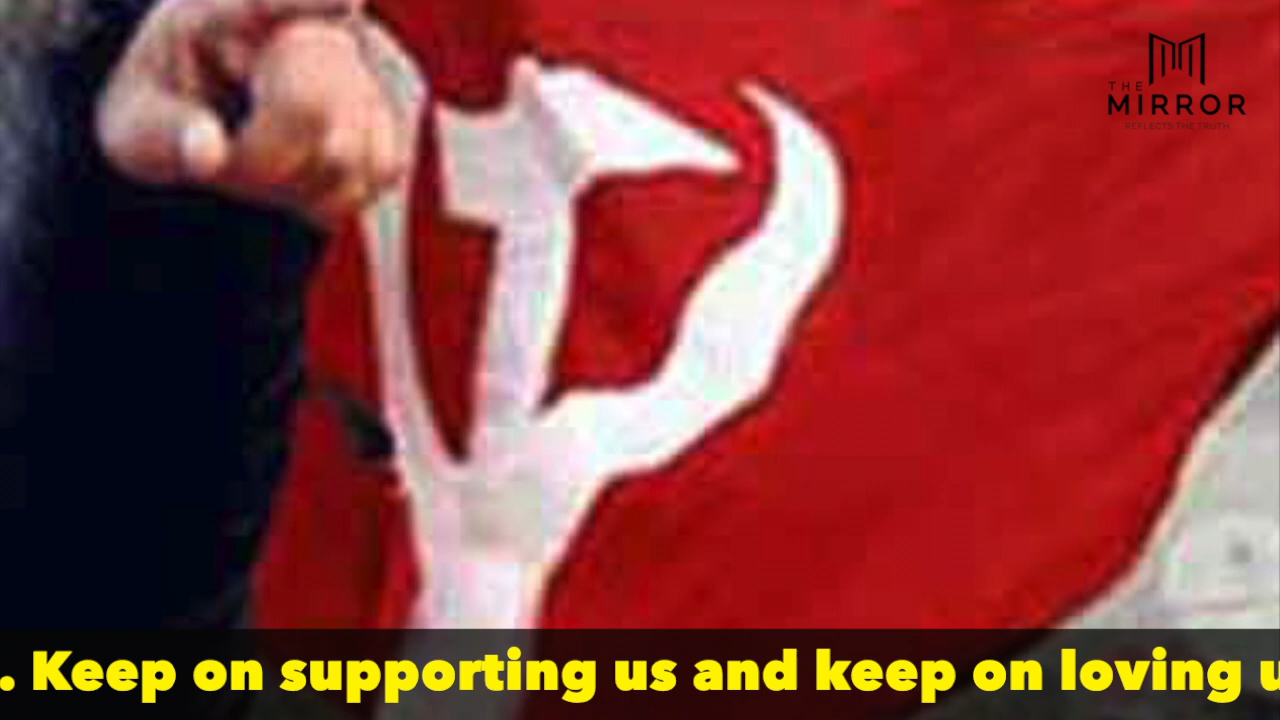 THE
MIRROR
REFLECTS THE TRUTH
. Keep on supporting us and keep on loving u